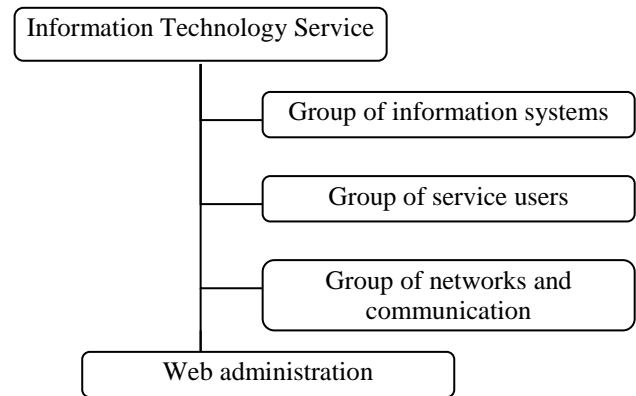 Information Technology Service
Group of information systems
Group of service users
Group of networks and
communication
Web administration